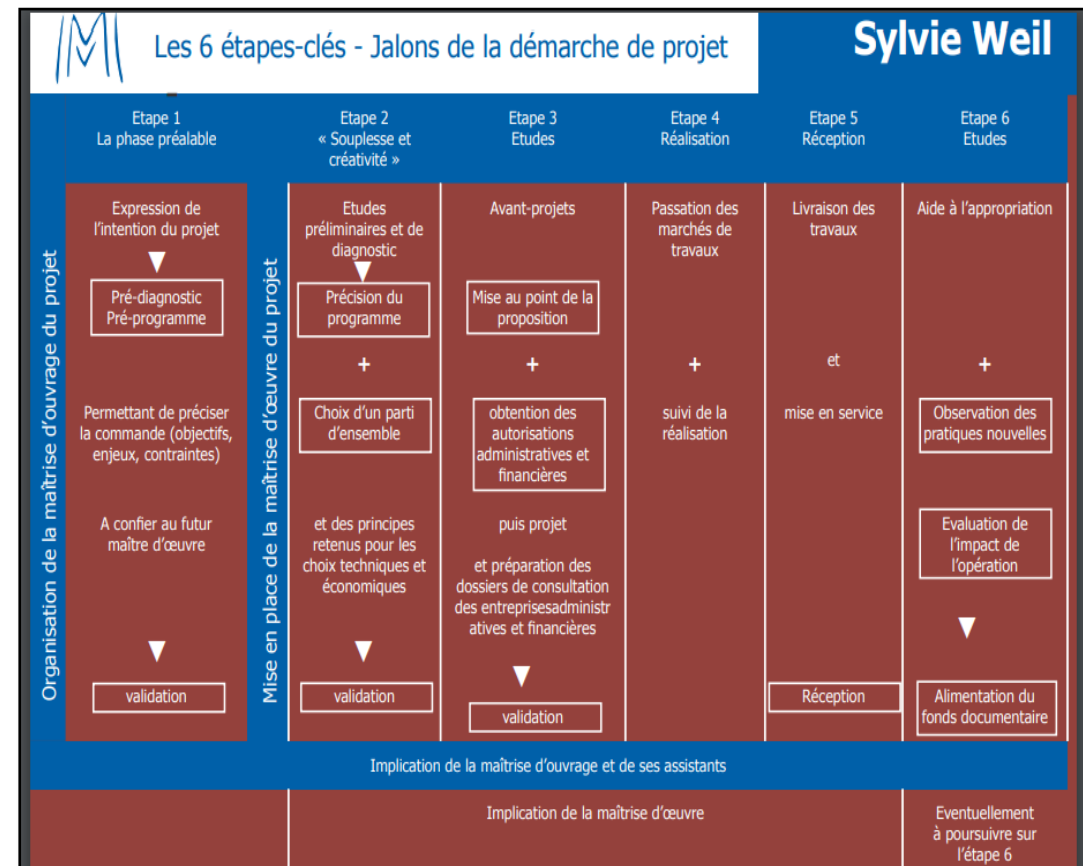 Les 6 étapes-clés - Jalons de la démarche de projet
Sylvie Weil
Etape 1
La phase préalable
Etape 2
« Souplesse et
créativité »
Etape 3
Etudes
Etape 4
Réalisation
Etape 5
Réception
Etape 6
Etudes
Organisation de la maîtrise d'ouvrage du projet
Expression de
l'intention du projet
Pré-diagnostic
Pré-programme
Permettant de préciser
la commande (objectifs,
enjeux, contraintes)
A confier au futur
maître d'œuvre
validation
Mise en place de la maîtrise d'œuvre du projet
Etudes
préliminaires et de
diagnostic
Précision du
programme
+
Choix d'un parti
d'ensemble
et des principes
retenus pour les
choix techniques et
économiques
validation
Avant-projets
Mise au point de la
proposition
+
obtention des
autorisations
administratives et
financières
puis projet
et préparation des
dossiers de consultation
des entreprisesadministr
atives et financières
validation
Passation des
marchés de
travaux
+
suivi de la
réalisation
Livraison des
travaux
et
mise en service
Réception
Aide à l'appropriation
+
Observation des
pratiques nouvelles
Evaluation de
l'impact de
l'opération
Alimentation du
fonds documentaire
Implication de la maîtrise d'ouvrage et de ses assistants
Implication de la maîtrise d'œuvre
Eventuellement
à poursuivre sur
l'étape 6